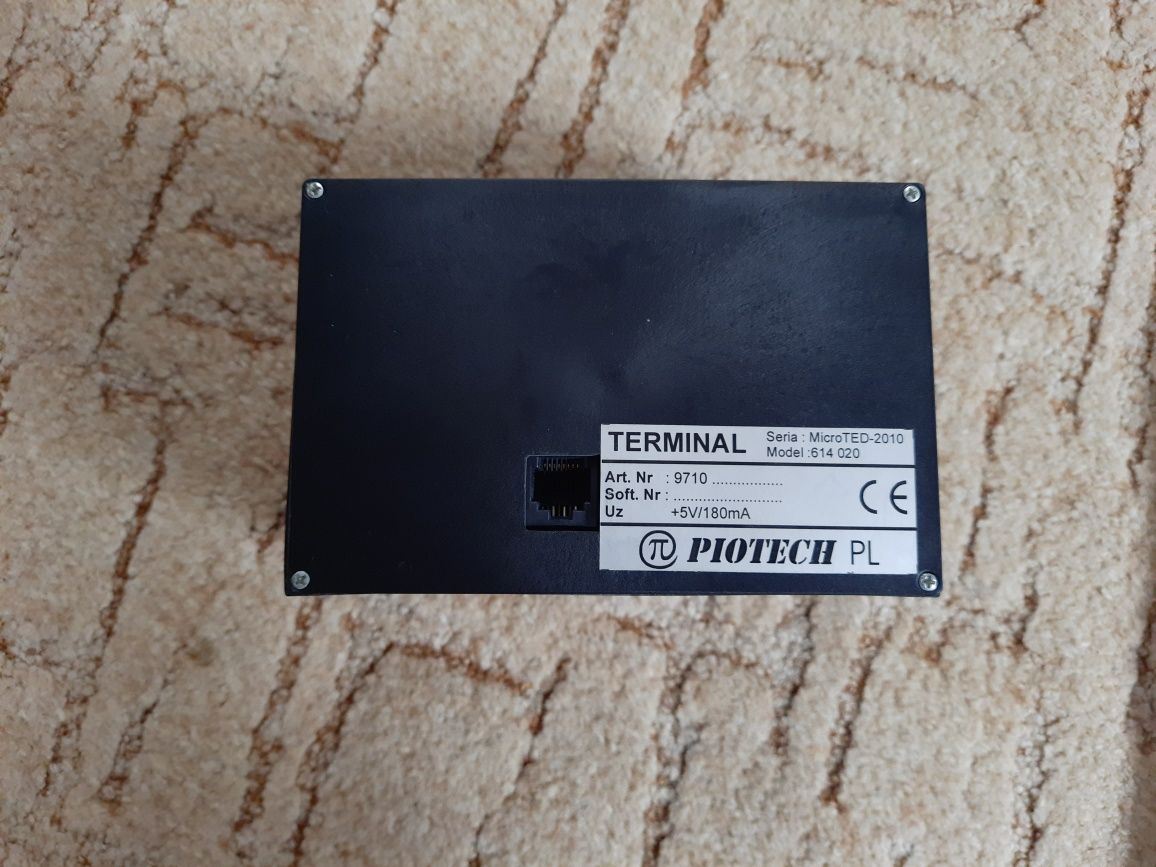 TERMINAL
Seria : MicroTED-2010
Model :614 020
Art. Nr : 9710 .................
Soft. Nr : ..........................
Uz +5V/180mA
CE
π PIOTECH PL